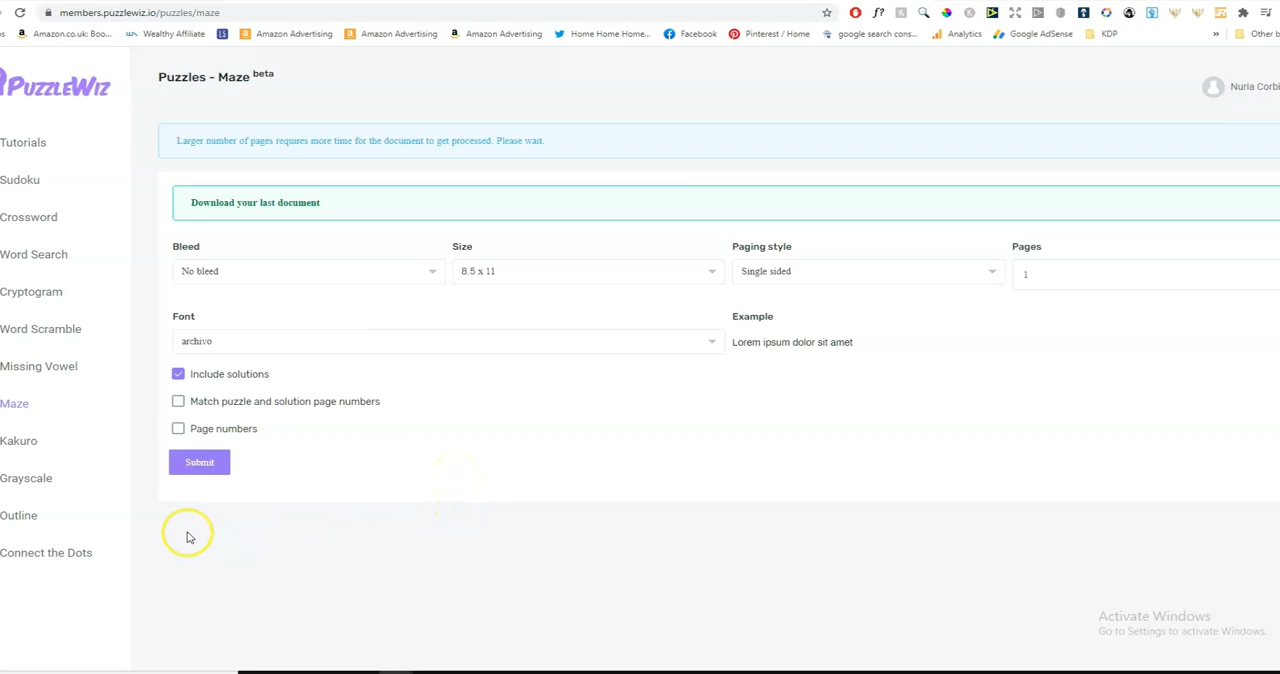 members.puzzlewiz.io/puzzles/maze
f?
Amazon.co.uk: Boo... Wealthy Affiliate LS Amazon Advertising Amazon Advertising Amazon Advertising Home Home Home... Facebook Pinterest / Home google search cons... Analytics Google AdSense KDP » Other b
PUZZLEWIZ
Puzzles - Maze beta
Nuria Corbi
Larger number of pages requires more time for the document to get processed. Please wait.
Download your last document
Tutorials
Sudoku
Crossword
Word Search
Cryptogram
Word Scramble
Missing Vowel
Maze
Kakuro
Grayscale
Outline
Connect the Dots
Bleed Size Paging style Pages
No bleed 8.5 x 11 Single sided 1
Font Example
archivo Lorem ipsum dolor sit amet
Include solutions
Match puzzle and solution page numbers
Page numbers
Submit
Activate Windows
Go to Settings to activate Windows.